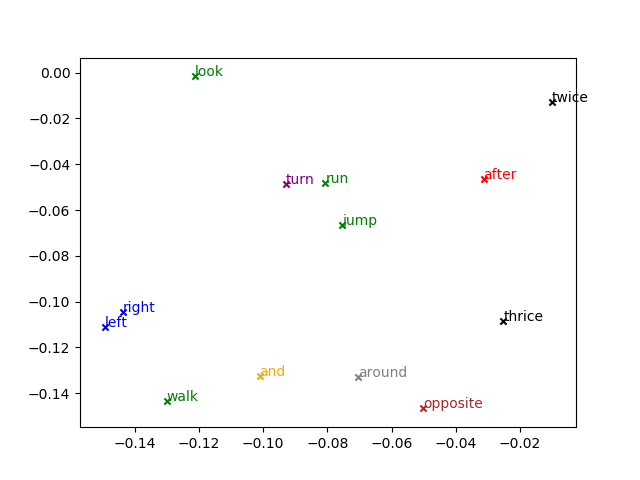 0.00
−0.02
−0.04
−0.06
−0.08
−0.10
−0.12
−0.14
look
twice
turn
run
after
jump
right
left
thrice
walk
and
around
opposite
−0.14 −0.12 −0.10 −0.08 −0.06 −0.04 −0.02